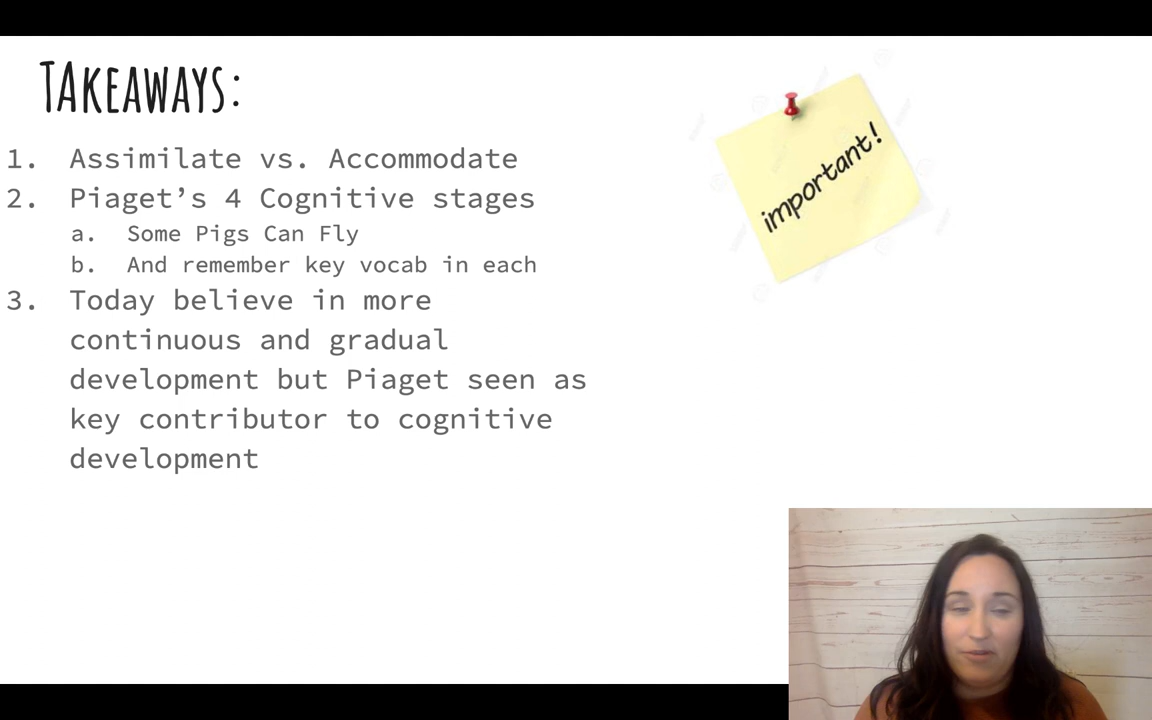 TAKEAWAYS:
1. Assimilate vs. Accommodate
2. Piaget’s 4 Cognitive stages
a. Some Pigs Can Fly
b. And remember key vocab in each
3. Today believe in more
continuous and gradual
development but Piaget seen as
key contributor to cognitive
development
important!